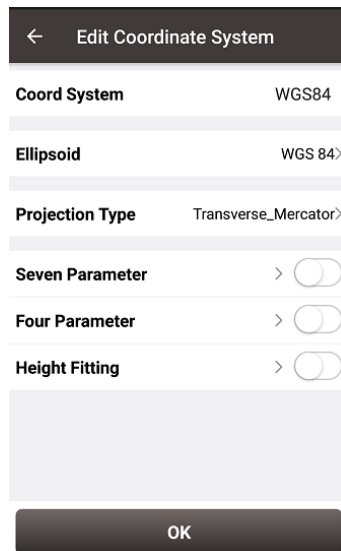 Edit Coordinate System
Coord System WGS84
Ellipsoid WGS 84
Projection Type Transverse_Mercator
Seven Parameter
Four Parameter
Height Fitting
OK